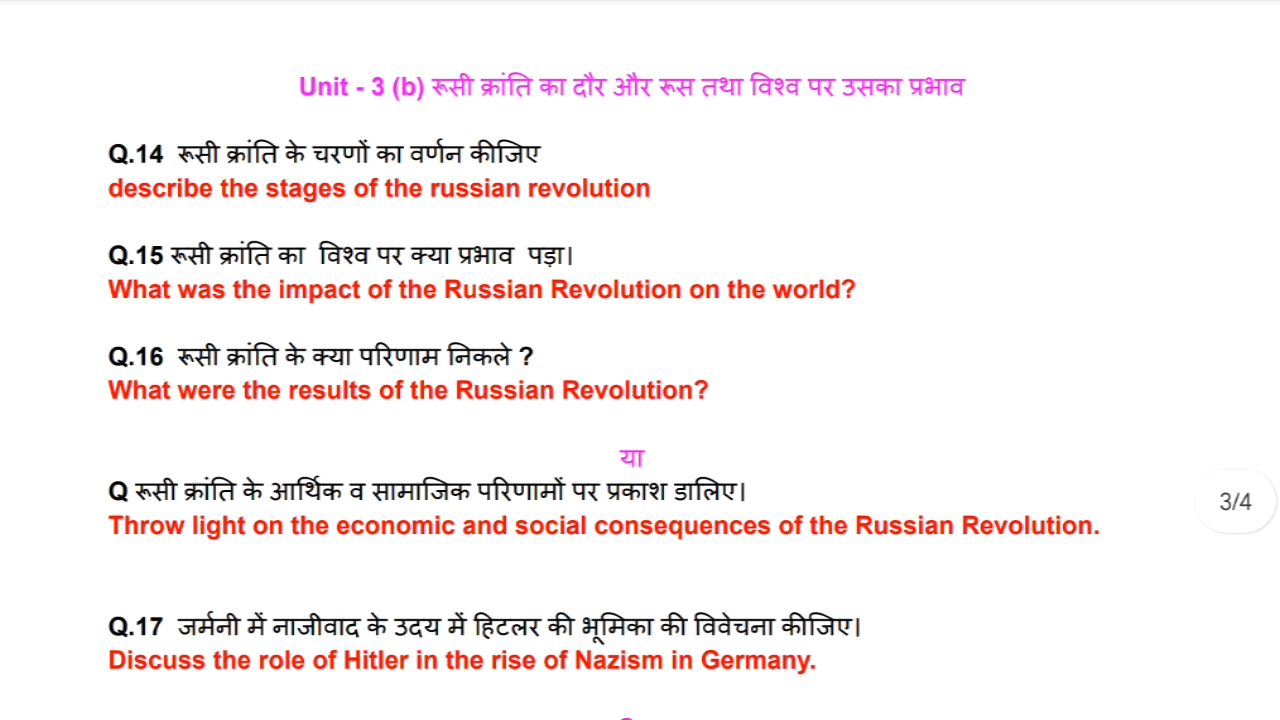 Unit - 3 (b) रूसी क्रांति का दौर और रूस तथा विश्व पर उसका प्रभाव
Q.14 रूसी क्रांति के चरणों का वर्णन कीजिए
describe the stages of the russian revolution
Q.15 रूसी क्रांति का विश्व पर क्या प्रभाव पड़ा।
What was the impact of the Russian Revolution on the world?
Q.16 रूसी क्रांति के क्या परिणाम निकले ?
What were the results of the Russian Revolution?
या
Q रूसी क्रांति के आर्थिक व सामाजिक परिणामों पर प्रकाश डालिए।
3/4
Throw light on the economic and social consequences of the Russian Revolution.
Q.17 जर्मनी में नाजीवाद के उदय में हिटलर की भूमिका की विवेचना कीजिए।
Discuss the role of Hitler in the rise of Nazism in Germany.